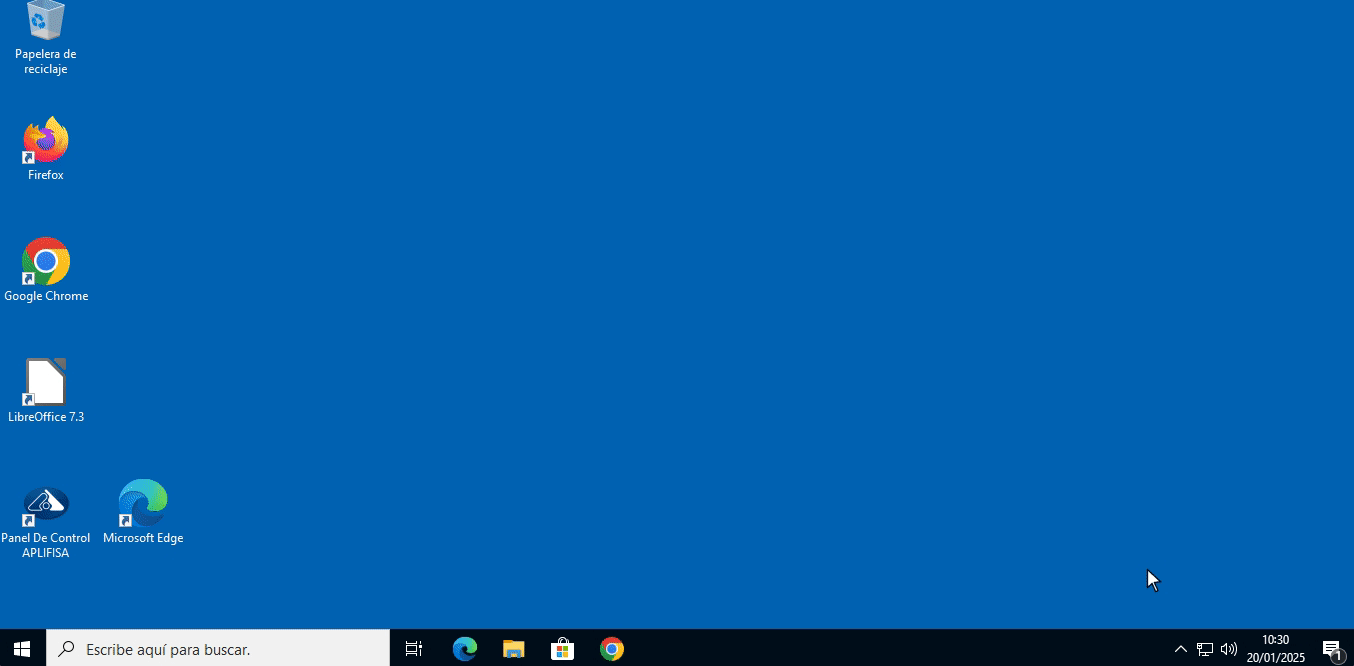 Papelera de
reciclaje
Firefox
Google Chrome
LibreOffice 7.3
Panel De Control
APLIFISA
Microsoft Edge
Escribe aquí para buscar.
10:30
20/01/2025
1